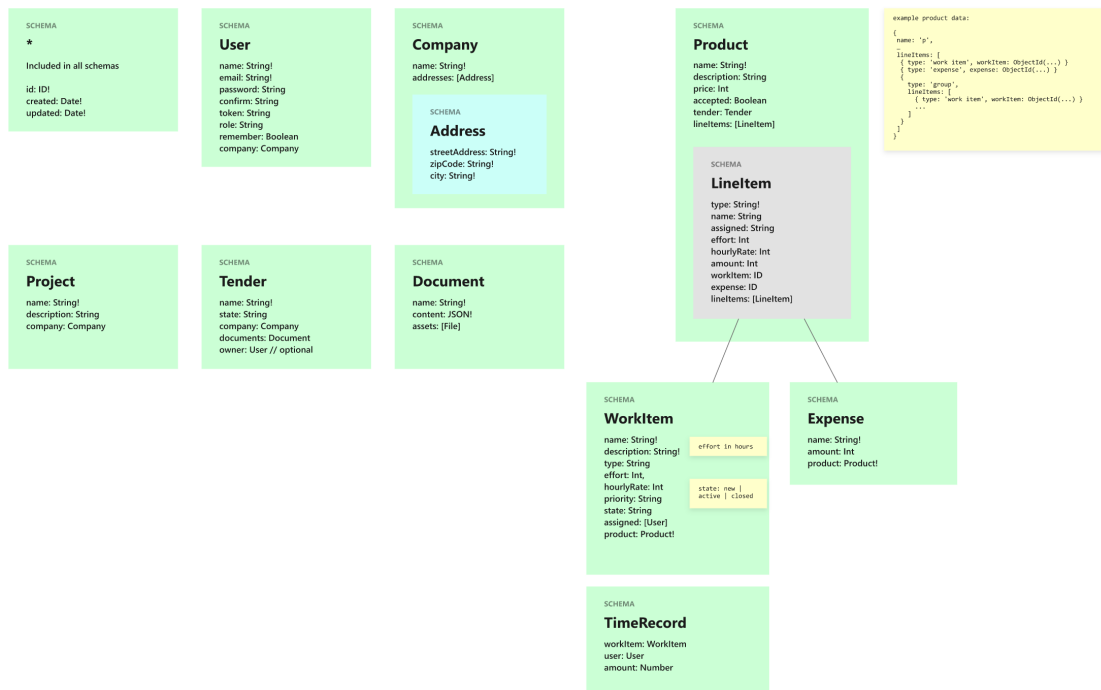 SCHEMA
*
Included in all schemas
id: ID!
created: Date!
updated: Date!
SCHEMA
User
name: String!
email: String!
password: String!
confirm: String!
token: String!
role: String!
remember: Boolean
company: Company
SCHEMA
Company
name: String!
addresses: [Address]
SCHEMA
Address
streetAddress: String!
zipCode: String!
city: String!
SCHEMA
Product
name: String!
description: String
price: Int
accepted: Boolean
tender: Tender
lineItems: [LineItem]
SCHEMA
LineItem
type: String!
name: String
assigned: String
effort: Int
hourlyRate: Int
amount: Int
workItem: ID
expense: ID
lineItems: [LineItem]
example product data:
{
name: 'p',
…
lineItems: [
{ type: 'work item', workItem: ObjectId(...) }
{ type: 'expense', expense: ObjectId(...) }
{
type: 'group',
lineItems: [
{ type: 'work item', workItem: ObjectId(...) }
...
]
}
]
}
SCHEMA
Project
name: String!
description: String
company: Company
SCHEMA
Tender
name: String!
state: String
company: Company
documents: Document
owner: User // optional
SCHEMA
Document
name: String!
content: JSON!
assets: [File]
SCHEMA
WorkItem
name: String!
description: String!
type: String
effort: Int,
hourlyRate: Int
priority: String
state: String
assigned: [User]
product: Product!
effort in hours
state: new |
active | closed
SCHEMA
Expense
name: String!
amount: Int
product: Product!
SCHEMA
TimeRecord
workItem: WorkItem
user: User
amount: Number